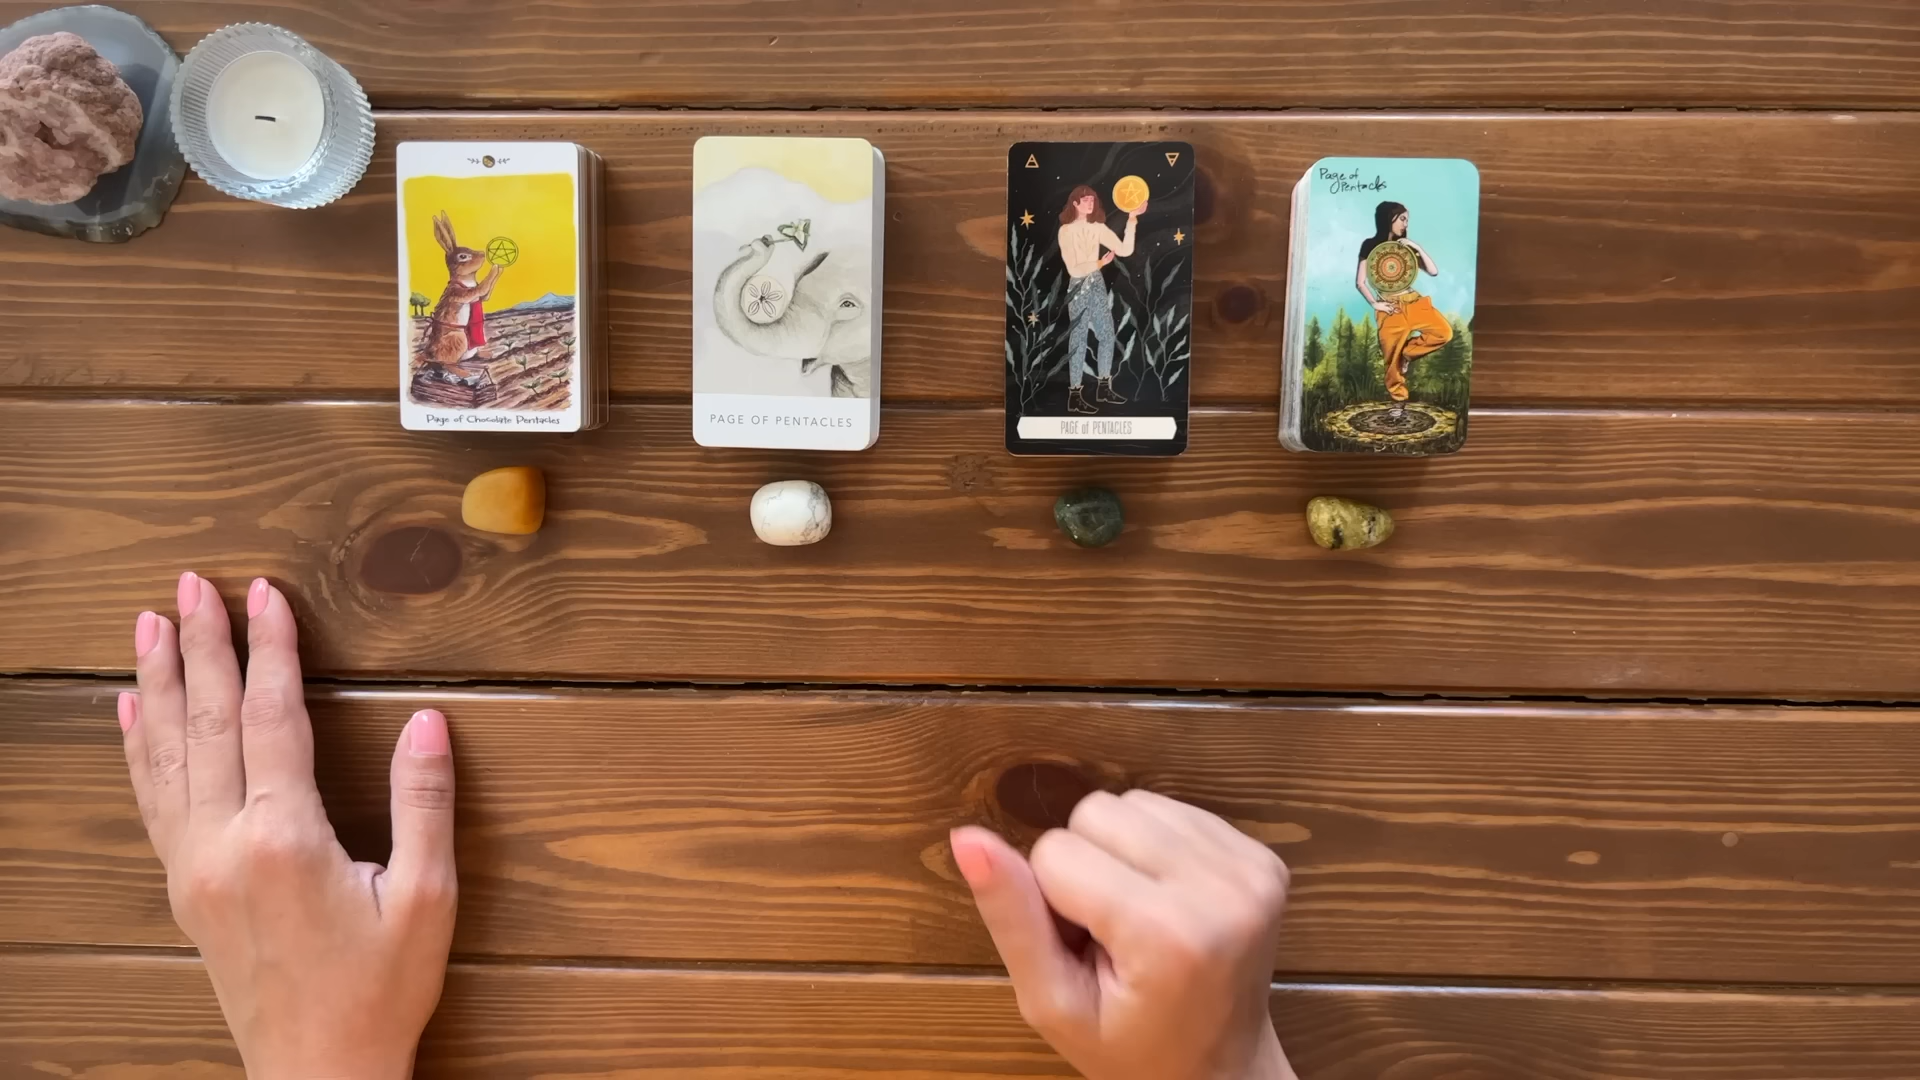 Page of Chocolate Pentacles
PAGE OF PENTACLES
PAGE of PENTACLES
Page of
Pentacles